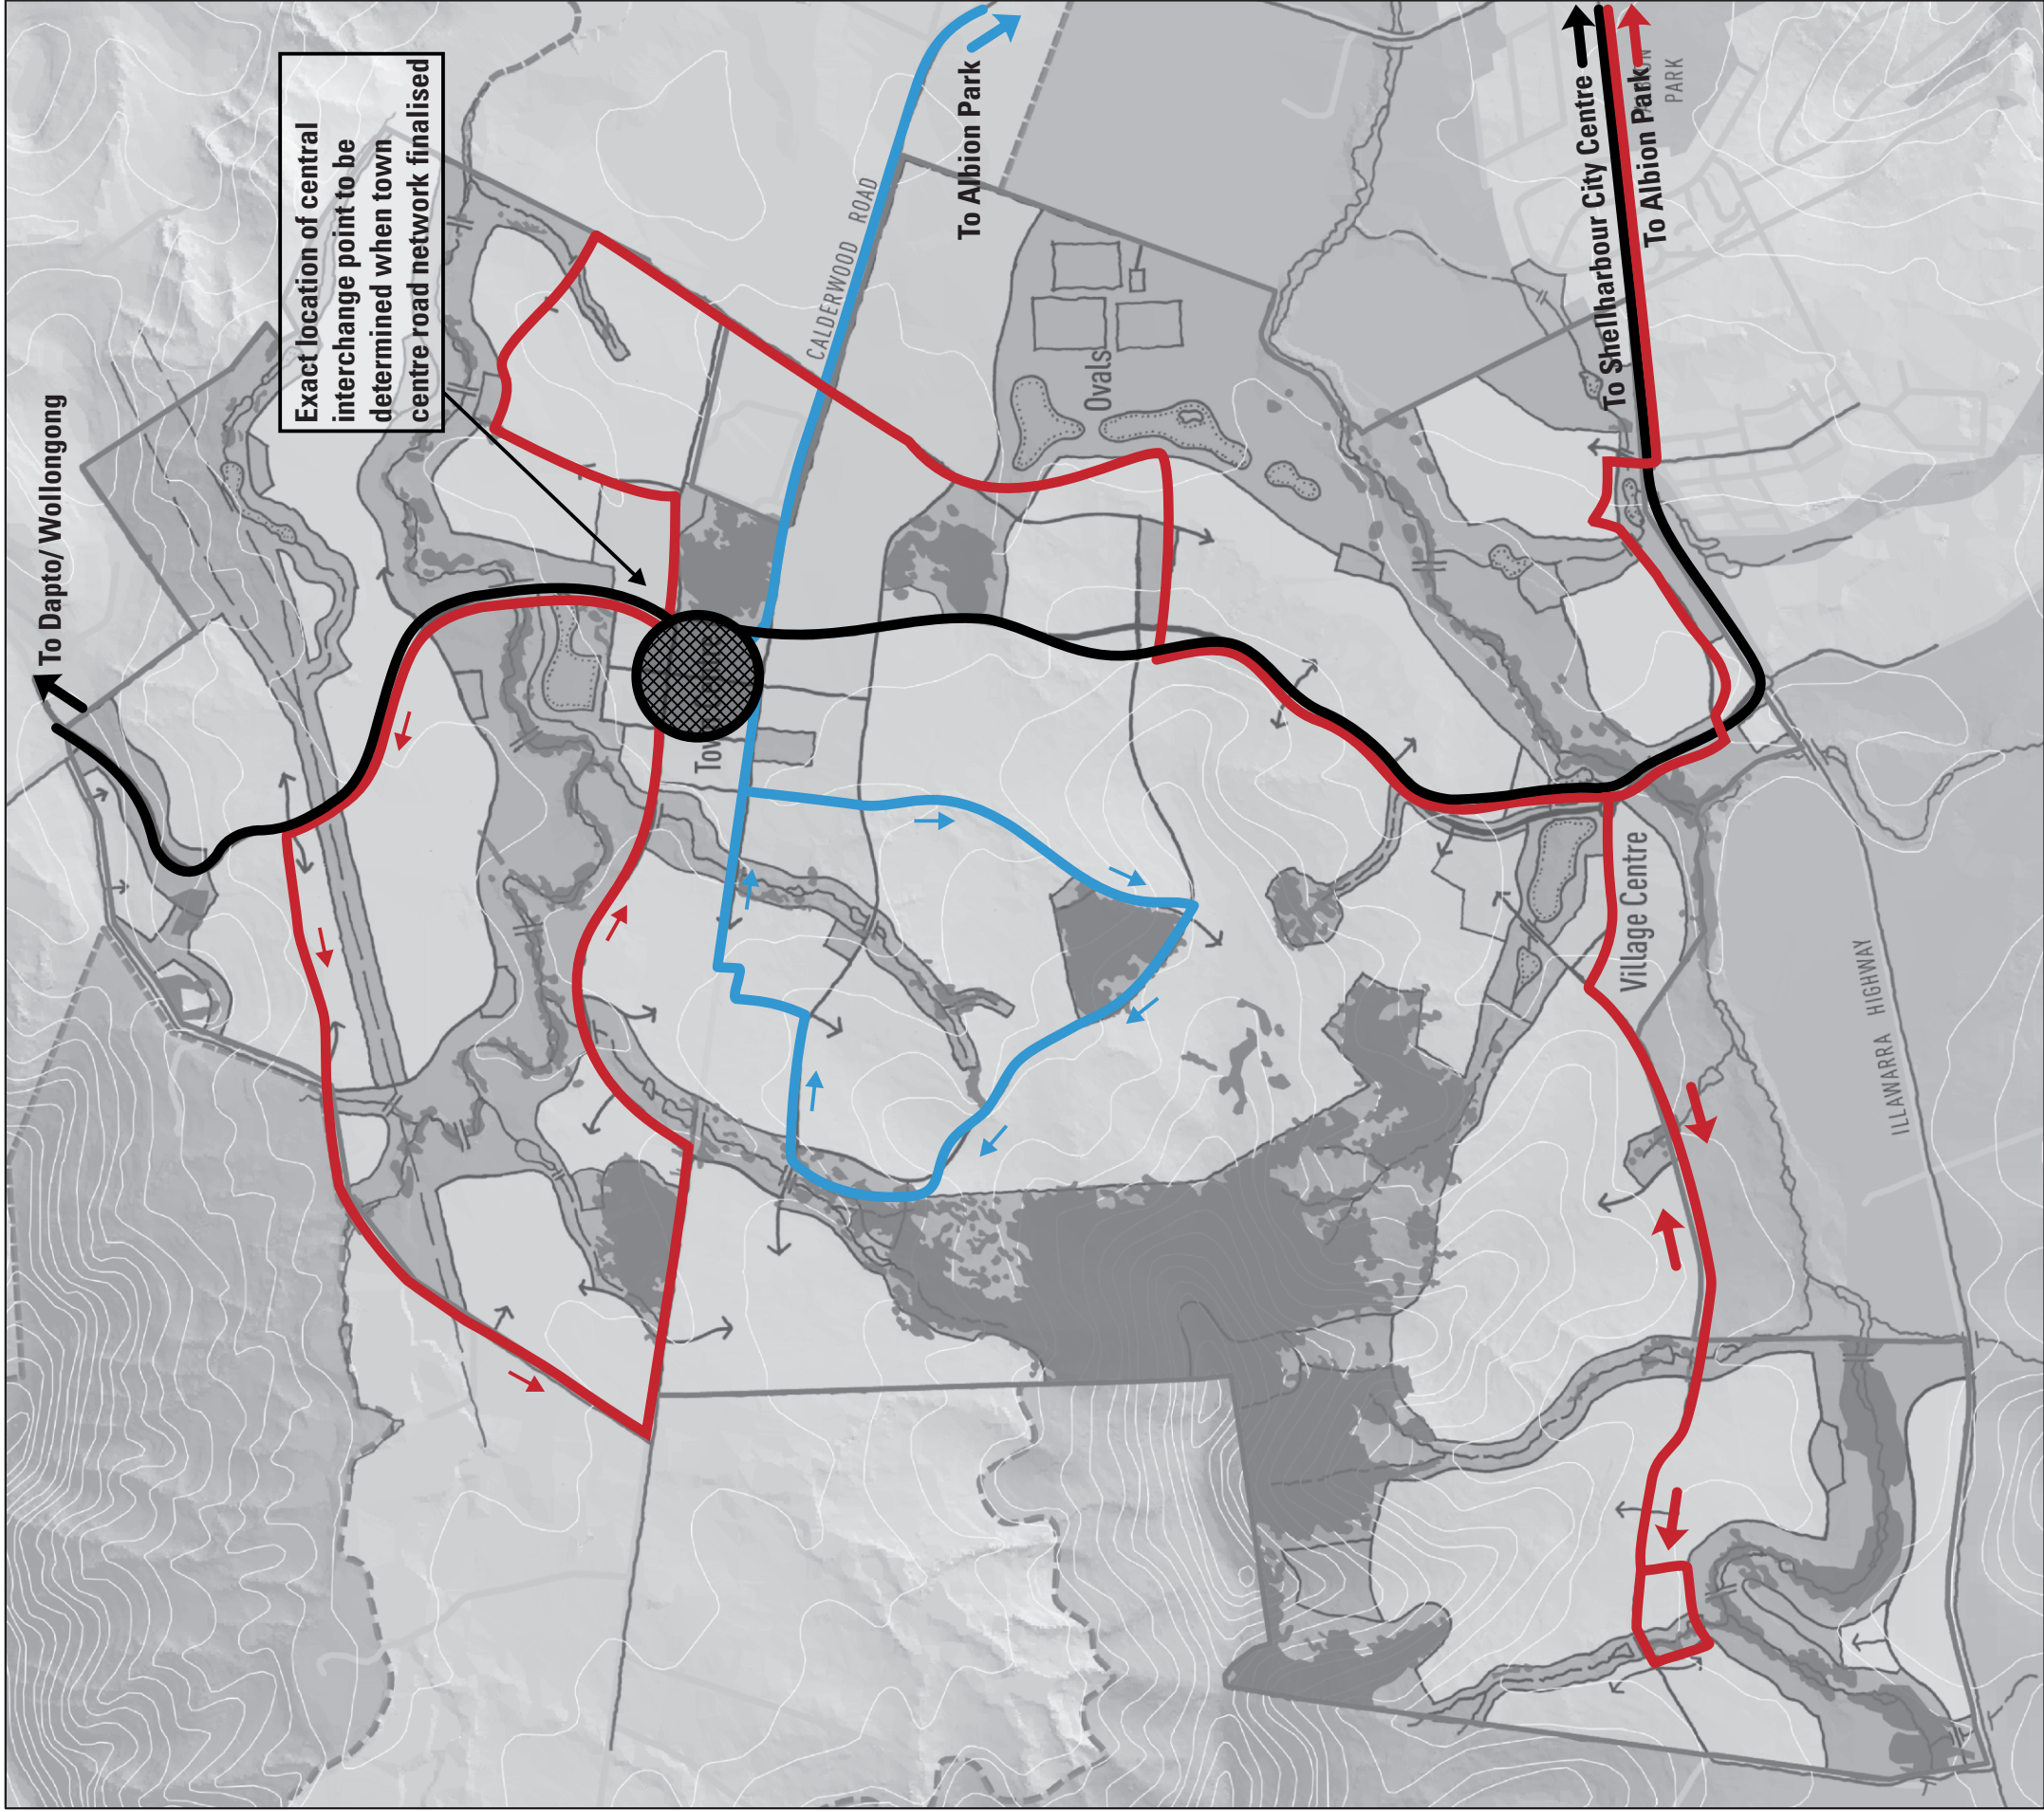 To Dapto/ Wollongong
Exact location of central
interchange point to be
determined when town
centre road network finalised
To Albion Park
CALDERWOOD ROAD
Ovals
To Shellharbour City Centre
To Albion Park
PARK
Village Centre
ILLAWARRA HIGHWAY